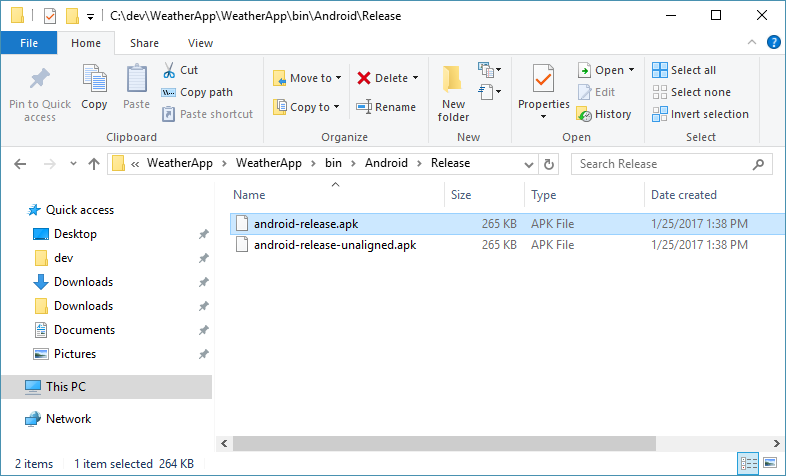 C:\dev\WeatherApp\WeatherApp\bin\Android\Release
File Home Share View
Pin to Quick access
Copy
Paste
Cut
Copy path
Paste shortcut
Clipboard
Move to
Copy to
Delete
Rename
Organize
New folder
New
Properties
Open
Edit
History
Open
Select all
Select none
Invert selection
Select
« WeatherApp > WeatherApp > bin > Android > Release
Search Release
Name Size Type Date created
android-release.apk 265 KB APK File 1/25/2017 1:38 PM
android-release-unaligned.apk 265 KB APK File 1/25/2017 1:38 PM
Quick access
Desktop
dev
Downloads
Downloads
Documents
Pictures
This PC
Network
2 items 1 item selected 264 KB